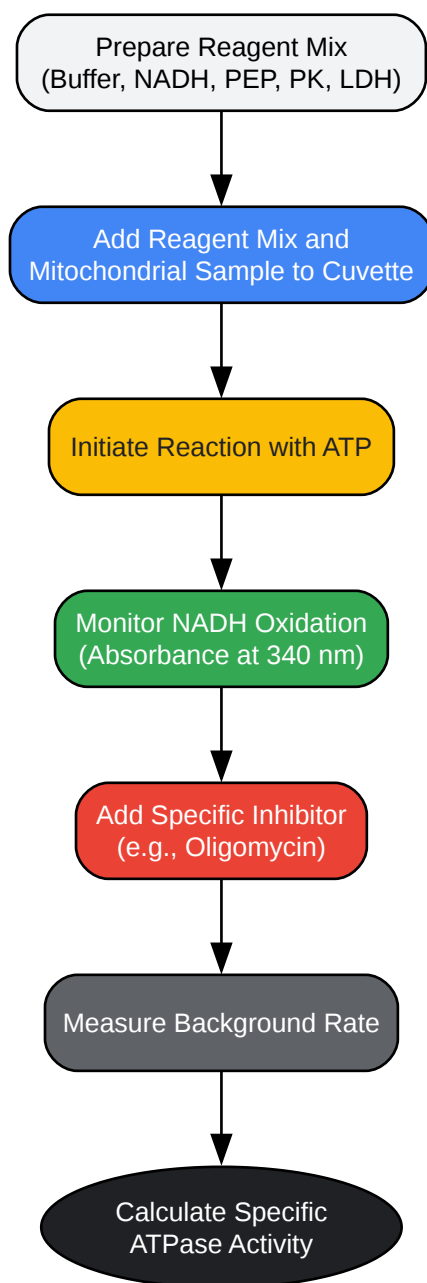 Prepare Reagent Mix
(Buffer, NADH, PEP, PK, LDH)
Add Reagent Mix and
Mitochondrial Sample to Cuvette
Initiate Reaction with ATP
Monitor NADH Oxidation
(Absorbance at 340 nm)
Add Specific Inhibitor
(e.g., Oligomycin)
Measure Background Rate
Calculate Specific
ATPase Activity